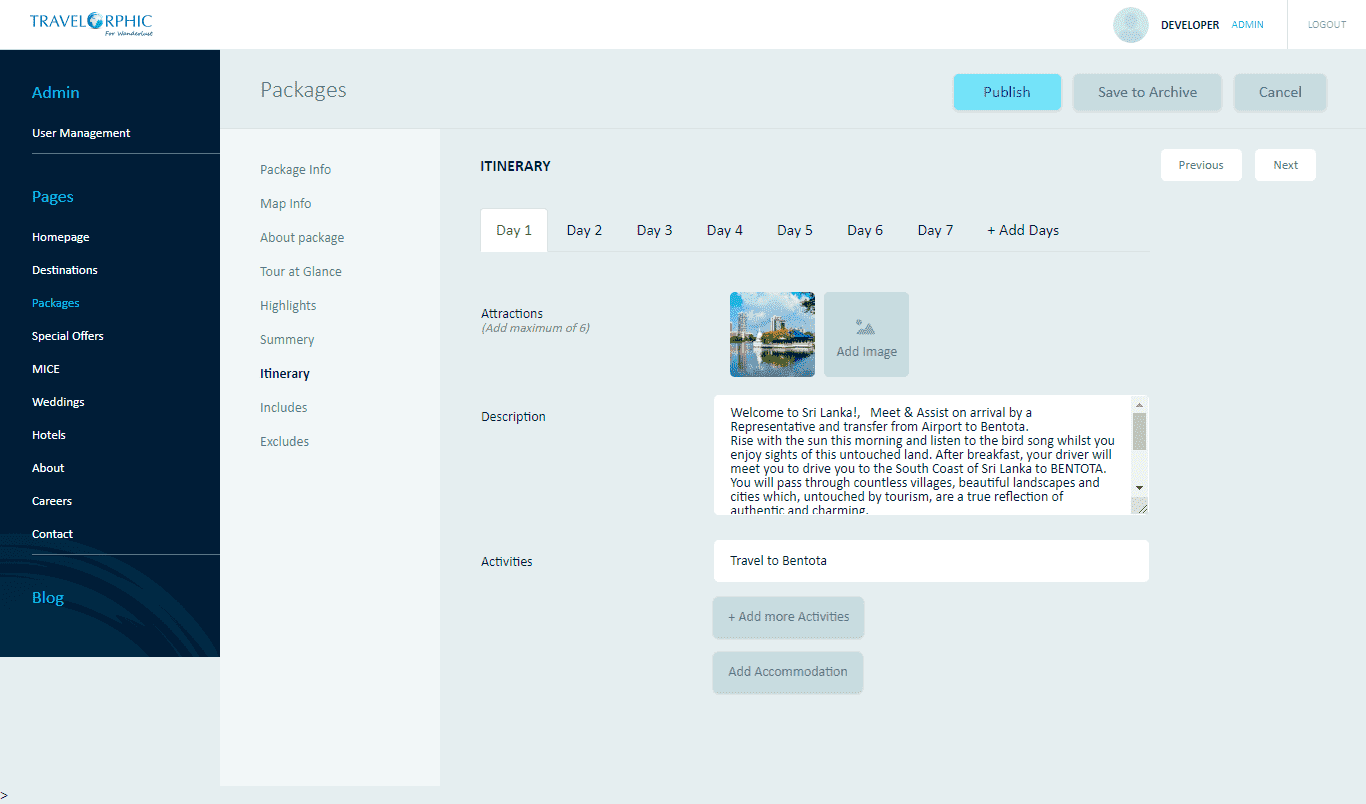 TRAVELORPHIC
For Wanderlust
DEVELOPER ADMIN
LOGOUT
Admin
User Management
Pages
Homepage
Destinations
Packages
Special Offers
MICE
Weddings
Hotels
About
Careers
Contact
Blog
Packages
Publish
Save to Archive
Cancel
Package Info
Map Info
About package
Tour at Glance
Highlights
Summery
Itinerary
Includes
Excludes
ITINERARY
Previous
Next
Day 1 Day 2 Day 3 Day 4 Day 5 Day 6 Day 7 + Add Days
Attractions
(Add maximum of 6)
Add Image
Description
Welcome to Sri Lanka!, Meet & Assist on arrival by a
Representative and transfer from Airport to Bentota.
Rise with the sun this morning and listen to the bird song whilst you
enjoy sights of this untouched land. After breakfast, your driver will
meet you to drive you to the South Coast of Sri Lanka to BENTOTA.
You will pass through countless villages, beautiful landscapes and
cities which, untouched by tourism, are a true reflection of
authentic and charming.
Activities
Travel to Bentota
+ Add more Activities
Add Accommodation
>